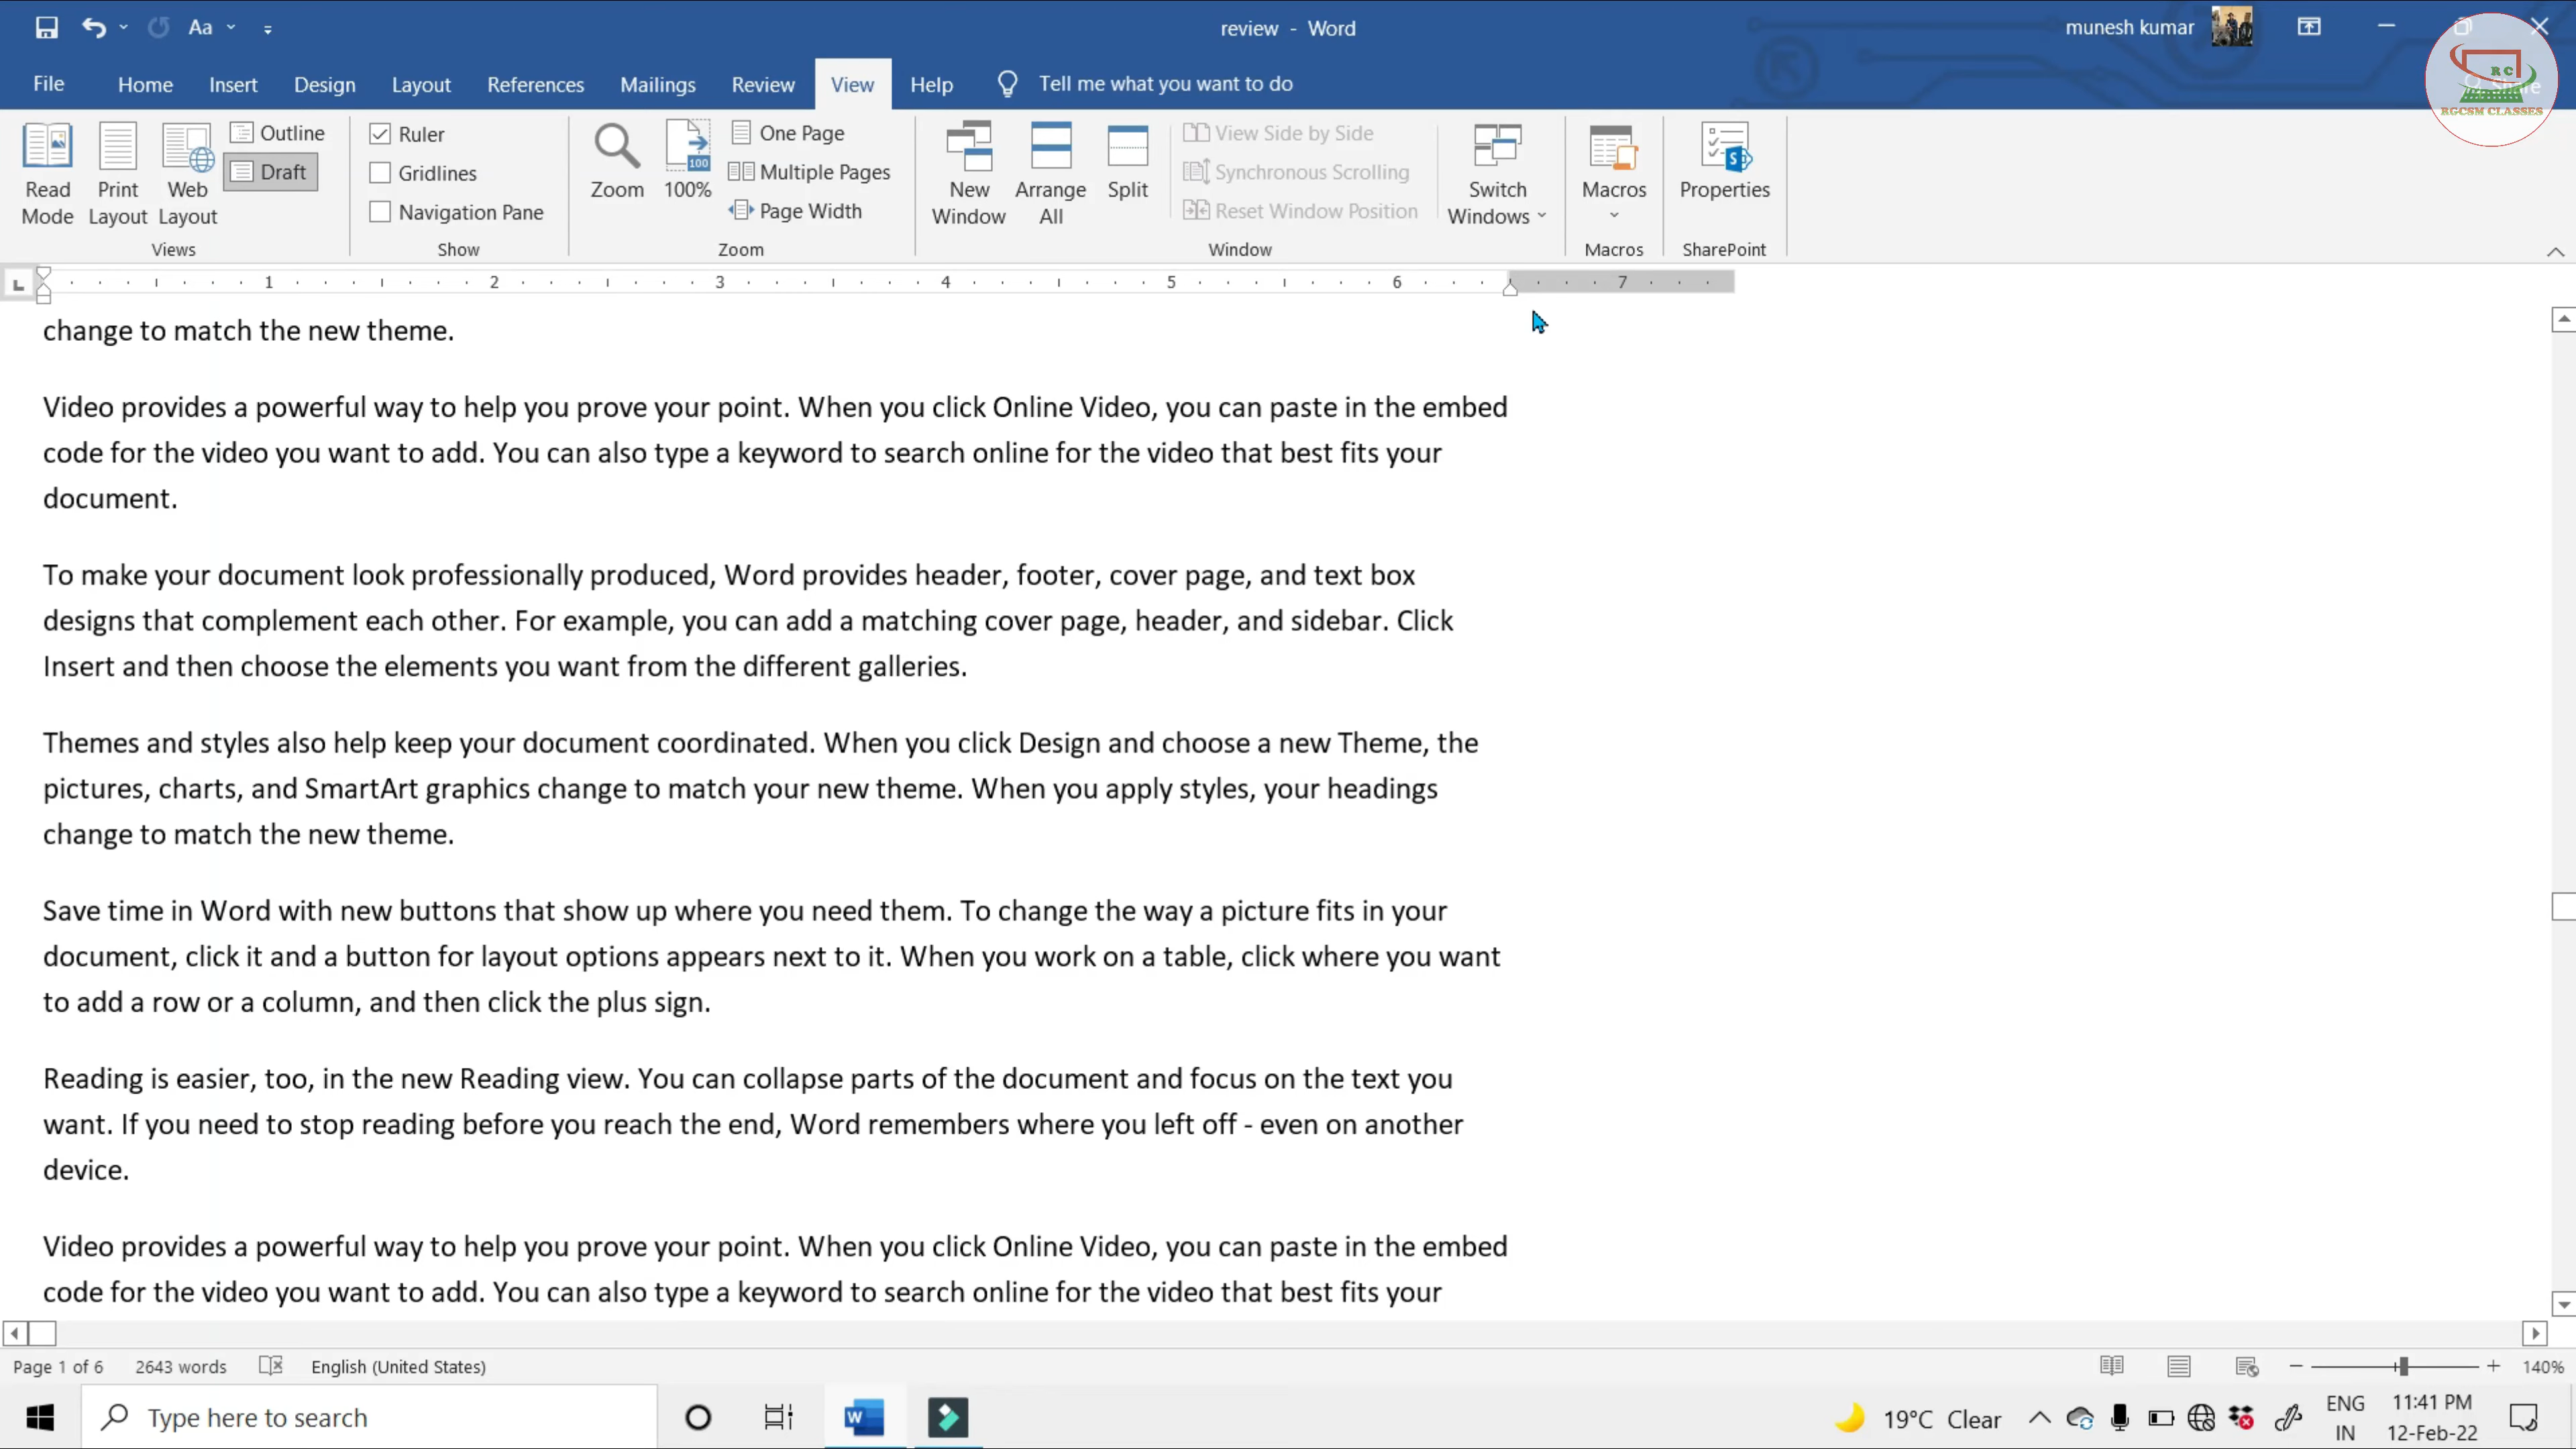 Aa
review - Word
munesh kumar
RC
RGCSM CLASSES
File Home Insert Design Layout References Mailings Review View Help Tell me what you want to do
Read Mode
Print Layout
Web Layout
Outline
Draft
Views
Ruler
Gridlines
Navigation Pane
Show
Zoom
100
100%
One Page
Multiple Pages
Page Width
Zoom
New Window
Arrange All
Split
View Side by Side
Synchronous Scrolling
Reset Window Position
Switch Windows
Window
Macros
Macros
S
Properties
SharePoint
L 1 2 3 4 5 6 7
change to match the new theme.
Video provides a powerful way to help you prove your point. When you click Online Video, you can paste in the embed
code for the video you want to add. You can also type a keyword to search online for the video that best fits your
document.
To make your document look professionally produced, Word provides header, footer, cover page, and text box
designs that complement each other. For example, you can add a matching cover page, header, and sidebar. Click
Insert and then choose the elements you want from the different galleries.
Themes and styles also help keep your document coordinated. When you click Design and choose a new Theme, the
pictures, charts, and SmartArt graphics change to match your new theme. When you apply styles, your headings
change to match the new theme.
Save time in Word with new buttons that show up where you need them. To change the way a picture fits in your
document, click it and a button for layout options appears next to it. When you work on a table, click where you want
to add a row or a column, and then click the plus sign.
Reading is easier, too, in the new Reading view. You can collapse parts of the document and focus on the text you
want. If you need to stop reading before you reach the end, Word remembers where you left off - even on another
device.
Video provides a powerful way to help you prove your point. When you click Online Video, you can paste in the embed
code for the video you want to add. You can also type a keyword to search online for the video that best fits your
Page 1 of 6 2643 words English (United States) 140%
Type here to search
W
19°C Clear
ENG
IN
11:41 PM
12-Feb-22